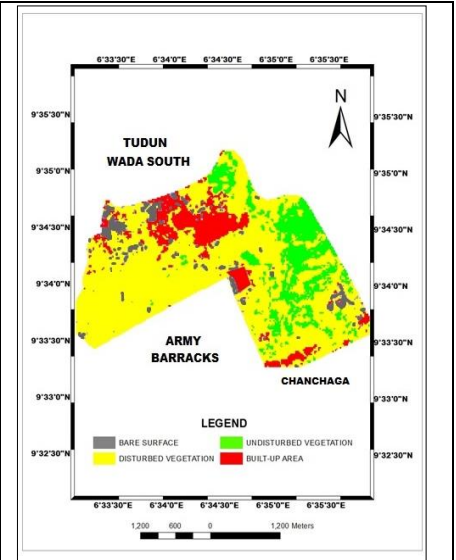 6°33'30"E 6°34'0"E 6°34'30"E 6°35'0"E 6°35'30"E
N
9°35'30"N 9°35'30"N
TUDUN
WADA SOUTH
9°35'0"N 9°35'0"N
9°34'30"N 9°34'30"N
9°34'0"N 9°34'0"N
9°33'30"N 9°33'30"N
ARMY
BARRACKS
CHANCHAGA
9°33'0"N 9°33'0"N
LEGEND
BARE SURFACE UNDISTURBED VEGETATION
DISTURBED VEGETATION BUILT-UP AREA
9°32'30"N 9°32'30"N
6°33'30"E 6°34'0"E 6°34'30"E 6°35'0"E 6°35'30"E
1,200 600 0 1,200 Meters